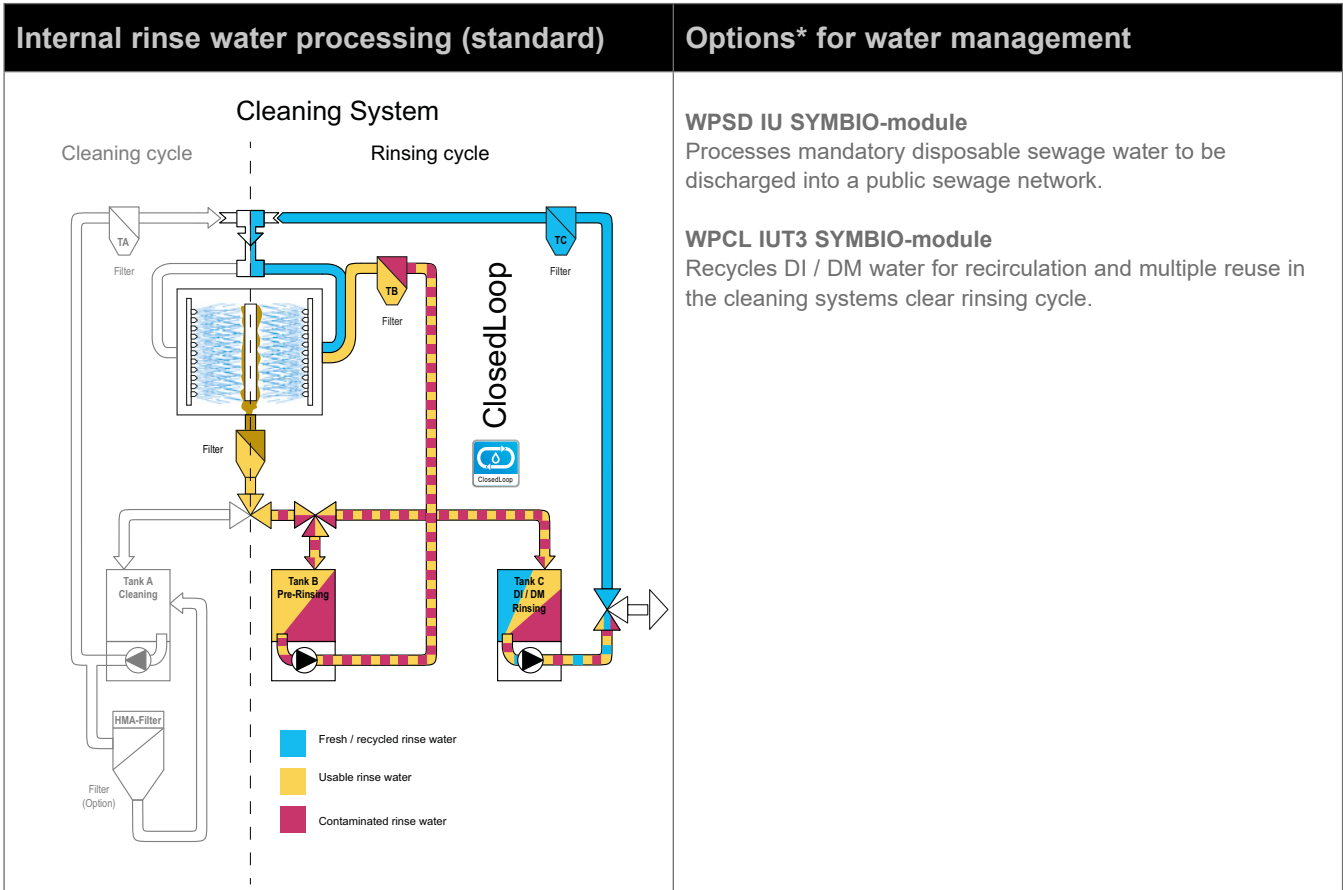 Internal rinse water processing (standard)
Options* for water management
Cleaning System
Cleaning cycle
Rinsing cycle
TA
Filter
TC
Filter
TB
Filter
ClosedLoop
ClosedLoop
Filter
Tank A
Cleaning
Tank B
Pre-Rinsing
Tank C
DI / DM
Rinsing
HMA-Filter
Filter
(Option)
Fresh / recycled rinse water
Usable rinse water
Contaminated rinse water
WPSD IU SYMBIO-module
Processes mandatory disposable sewage water to be
discharged into a public sewage network.
WPCL IUT3 SYMBIO-module
Recycles DI / DM water for recirculation and multiple reuse in
the cleaning systems clear rinsing cycle.